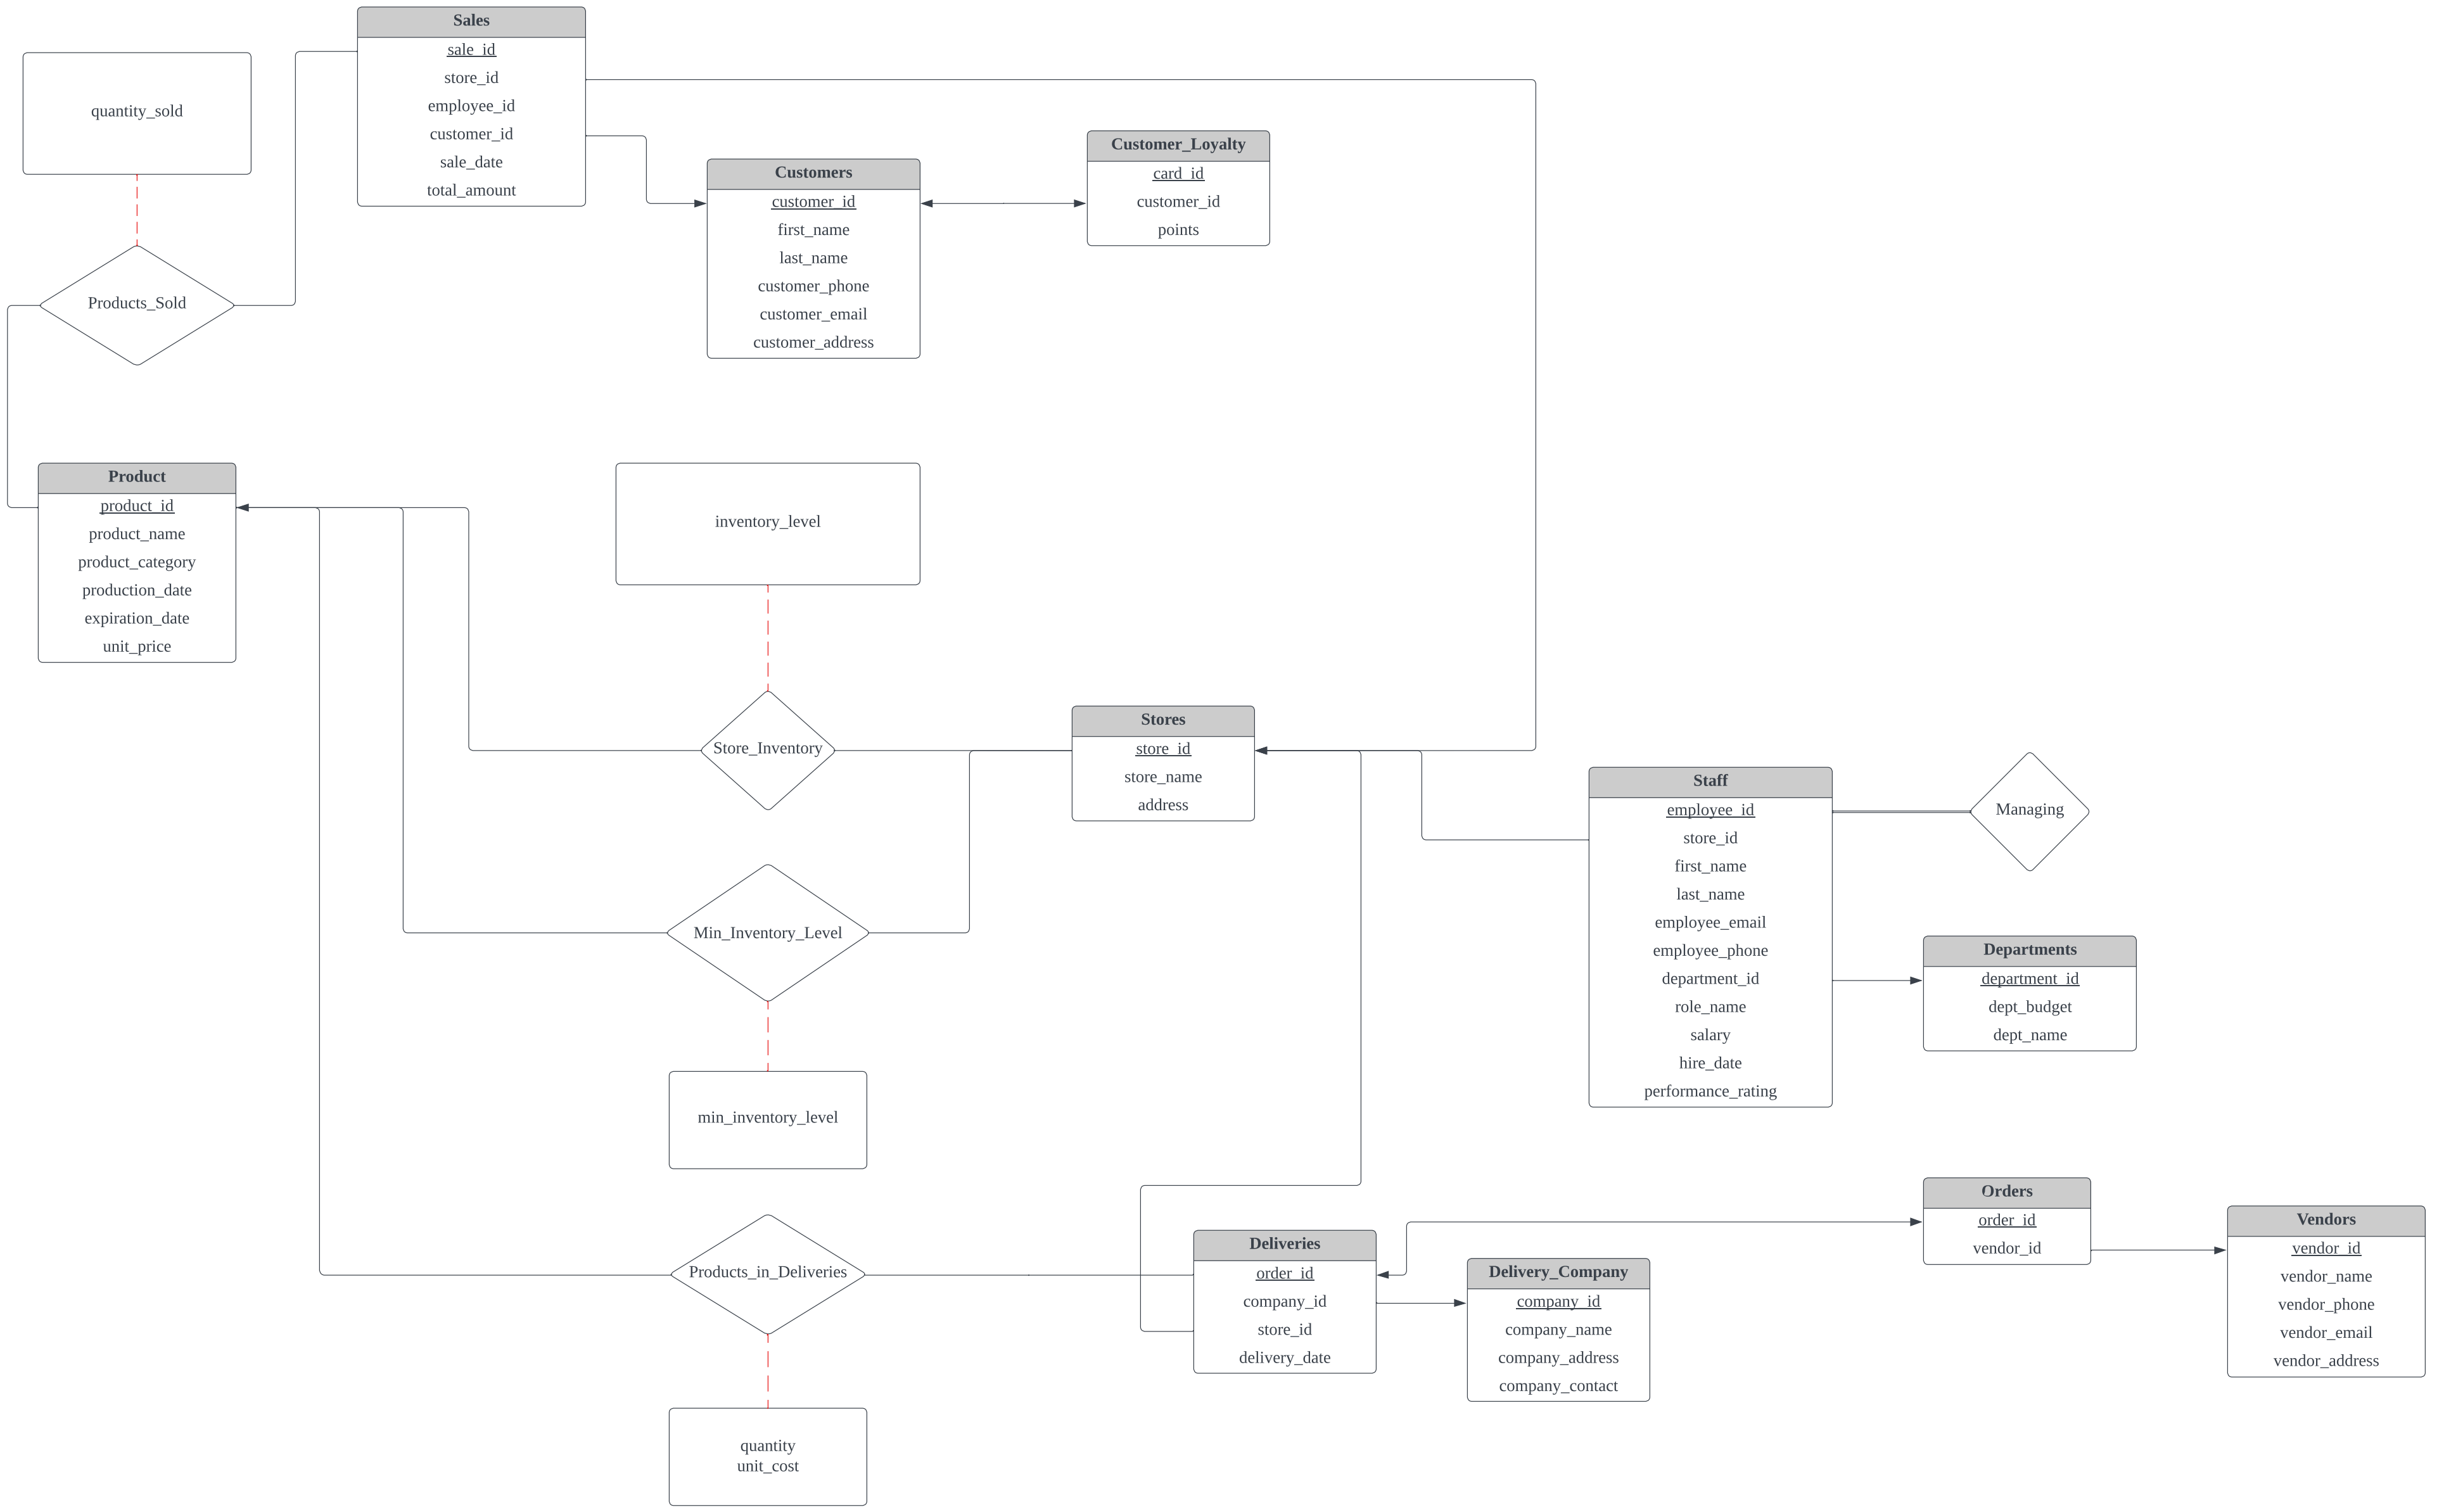 Sales
sale_id
store_id
employee_id
customer_id
sale_date
total_amount
quantity_sold
Customer_Loyalty
card_id
customer_id
points
Customers
customer_id
first_name
last_name
customer_phone
customer_email
customer_address
Products_Sold
Product
product_id
product_name
product_category
production_date
expiration_date
unit_price
inventory_level
Store_Inventory
Stores
store_id
store_name
address
Staff
employee_id
store_id
first_name
last_name
employee_email
employee_phone
department_id
role_name
salary
hire_date
performance_rating
Managing
Min_Inventory_Level
Departments
department_id
dept_budget
dept_name
min_inventory_level
Orders
order_id
vendor_id
Vendors
vendor_id
vendor_name
vendor_phone
vendor_email
vendor_address
Products_in_Deliveries
Deliveries
order_id
company_id
store_id
delivery_date
Delivery_Company
company_id
company_name
company_address
company_contact
quantity
unit_cost